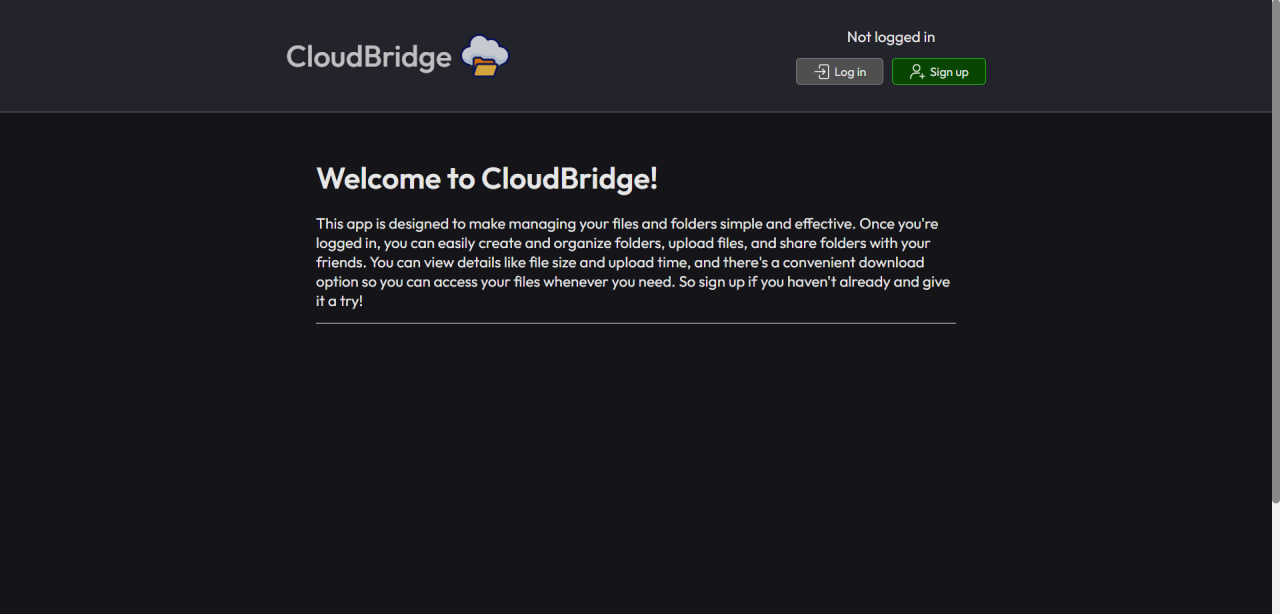 CloudBridge
Not logged in
Log in
Sign up
Welcome to CloudBridge!
This app is designed to make managing your files and folders simple and effective. Once you're
logged in, you can easily create and organize folders, upload files, and share folders with your
friends. You can view details like file size and upload time, and there's a convenient download
option so you can access your files whenever you need. So sign up if you haven't already and give
it a try!